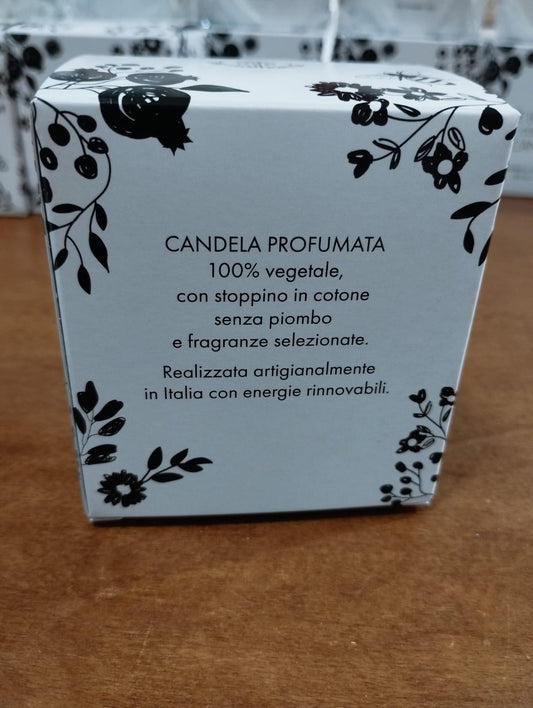 CANDELA PROFUMATA
100% vegetale,
con stoppino in cotone
senza piombo
e fragranze selezionate.
Realizzata artigianalmente
in Italia con energie rinnovabili.